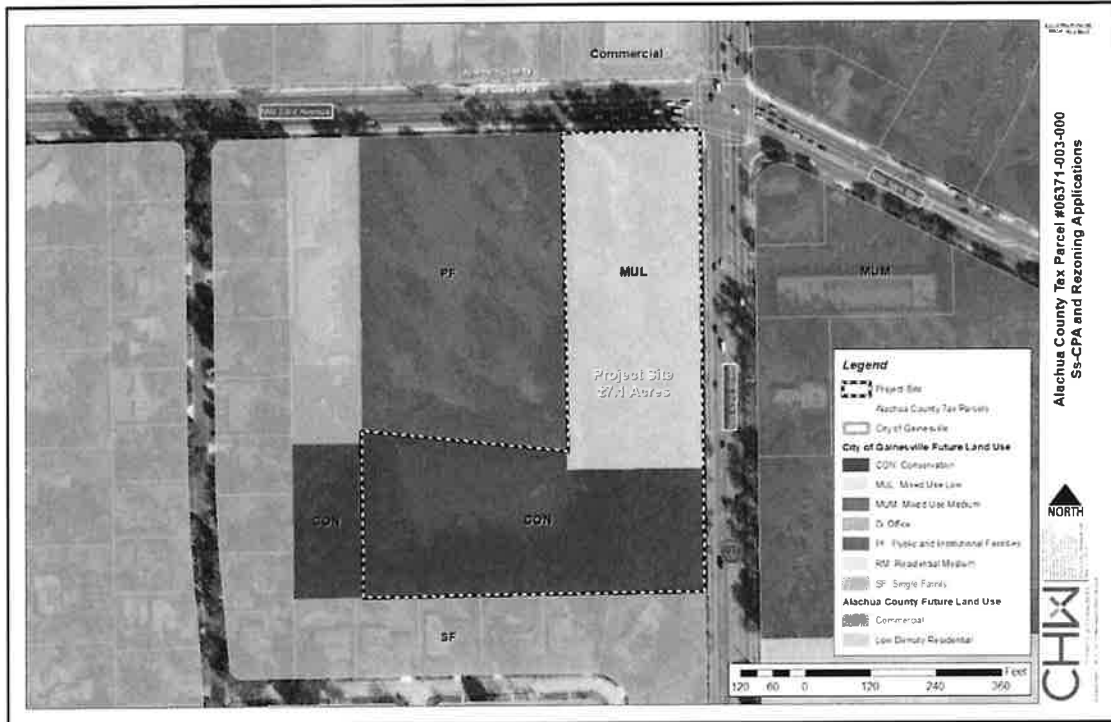 Commercial
PF
MUL
MUM
Project Site
±7.1 Acres
CON
CON
SF
Legend
Project Site
Alachua County Tax Parcels
City of Gainesville
City of Gainesville Future Land Use
CON: Conservation
MUL: Mixed Use Low
MUM: Mixed Use Medium
O: Office
PF: Public and Institutional Facilities
RM: Residential Medium
SF: Single Family
Alachua County Future Land Use
Commercial
Low Density Residential
Feet
120 60 0 120 240 360
Alachua County Tax Parcel #06371-003-000
Ss-CPA and Rezoning Applications
NORTH
CHW